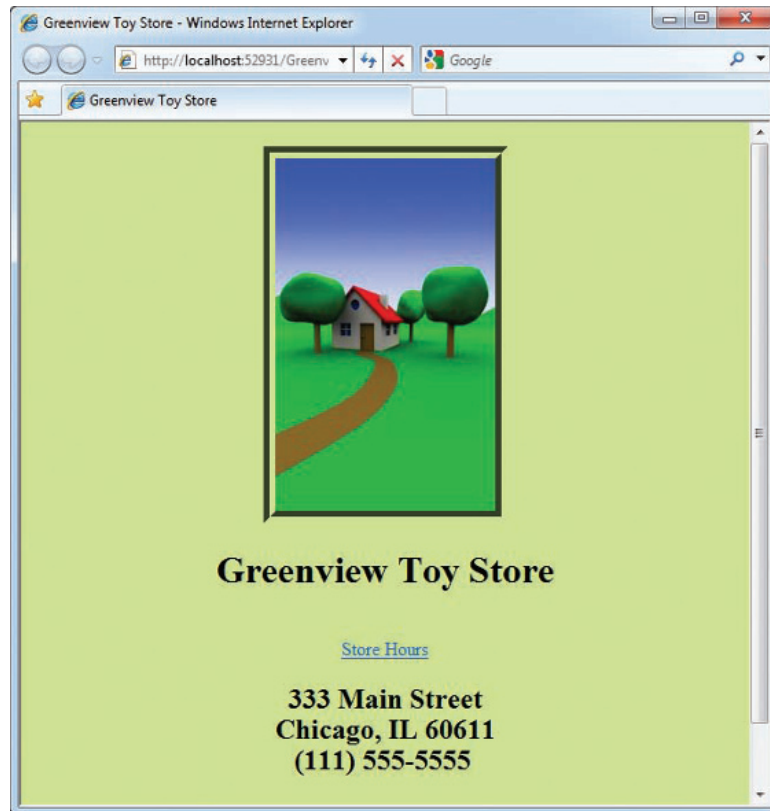 Greenview Toy Store - Windows Internet Explorer
http://localhost:52931/Greenv
Google
Greenview Toy Store
Greenview Toy Store
Store Hours
333 Main Street
Chicago, IL 60611
(111) 555-5555